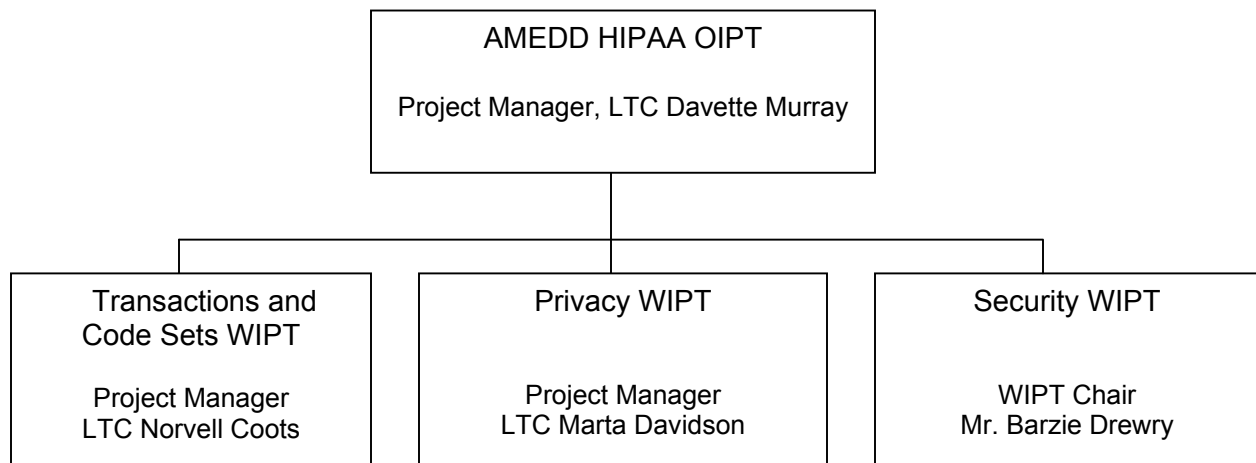 AMEDD HIPAA OIPT
Project Manager, LTC Davette Murray
Transactions and
Code Sets WIPT
Project Manager
LTC Norvell Coots
Privacy WIPT
Project Manager
LTC Marta Davidson
Security WIPT
WIPT Chair
Mr. Barzie Drewry